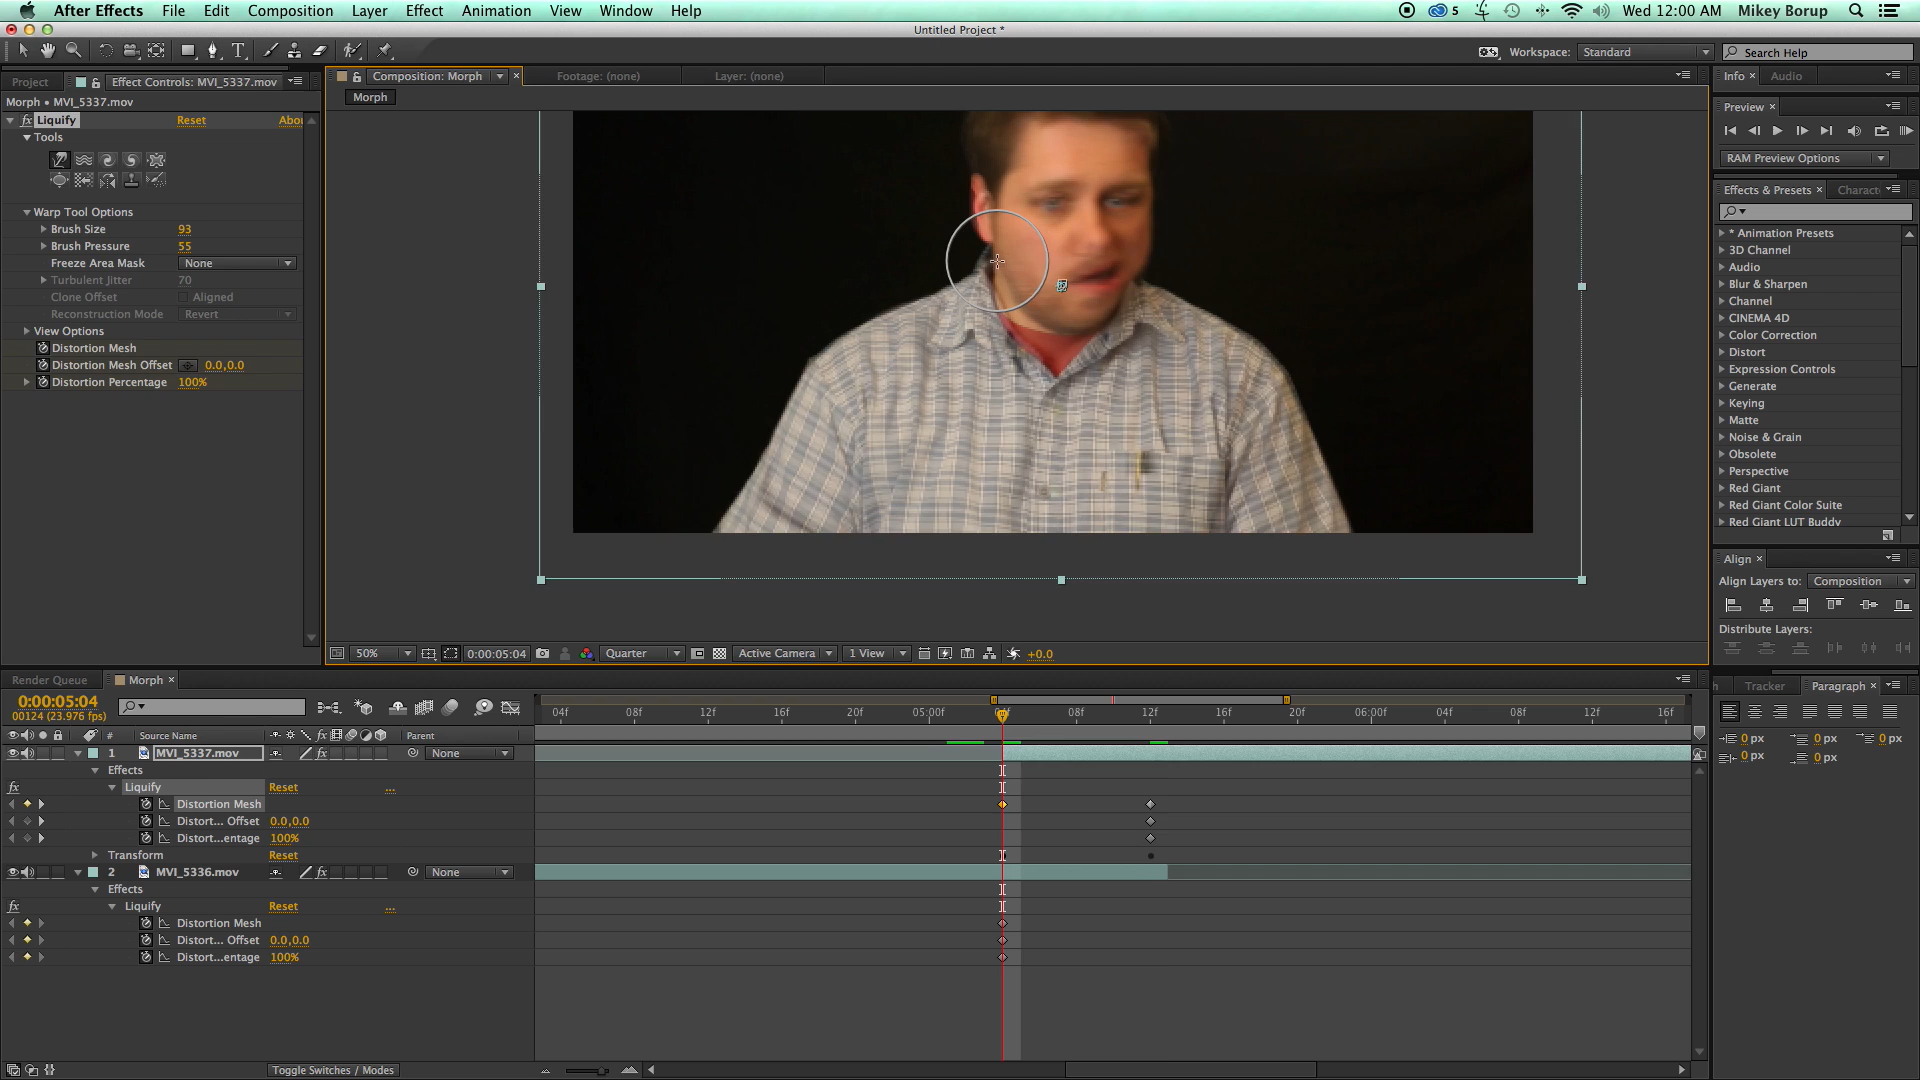 After Effects File Edit Composition Layer Effect Animation View Window Help 5 Wed 12:00 AM Mikey Borup
Untitled Project *
T Workspace: Standard Search Help
Project Effect Controls: MVI_5337.mov
Morph • MVI_5337.mov
fx Liquify Reset Abou
Tools
Warp Tool Options
Brush Size 93
Brush Pressure 55
Freeze Area Mask None
Turbulent Jitter 70
Clone Offset Aligned
Reconstruction Mode Revert
View Options
Distortion Mesh
Distortion Mesh Offset 0.0,0.0
Distortion Percentage 100%
Composition: Morph Footage: (none) Layer: (none)
Morph
50% 0:00:05:04 Quarter Active Camera 1 View +0.0
Info Audio
Preview
RAM Preview Options
Effects & Presets Charact
* Animation Presets
3D Channel
Audio
Blur & Sharpen
Channel
CINEMA 4D
Color Correction
Distort
Expression Controls
Generate
Keying
Matte
Noise & Grain
Obsolete
Perspective
Red Giant
Red Giant Color Suite
Red Giant LUT Buddy
Align
Align Layers to: Composition
Distribute Layers:
Tracker Paragraph
0 px 0 px 0 px
0 px 0 px
Render Queue Morph
0:00:05:04
00124 (23.976 fps)
04f 08f 12f 16f 20f 05:00f 04f 08f 12f 16f 20f 06:00f 04f 08f 12f 16f
# Source Name fx Parent
1 MVI_5337.mov fx None
Effects
fx Liquify Reset ...
Distortion Mesh
Distort... Offset 0.0,0.0
Distort...entage 100%
Transform Reset
2 MVI_5336.mov fx None
Effects
fx Liquify Reset ...
Distortion Mesh
Distort... Offset 0.0,0.0
Distort...entage 100%
Toggle Switches / Modes